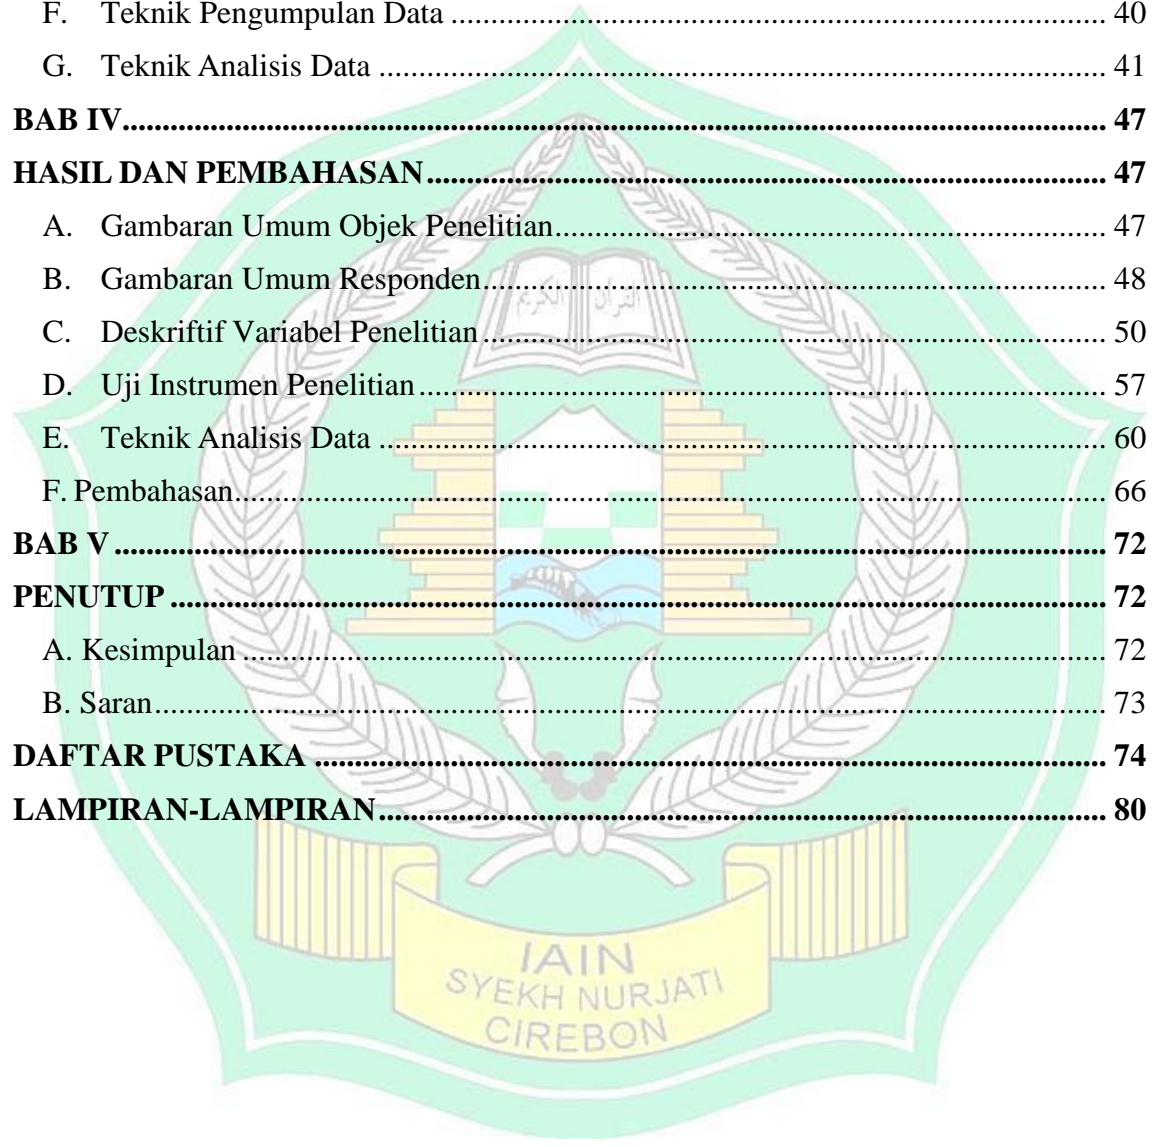 F. Teknik Pengumpulan Data ........................................................................ 40
G. Teknik Analisis Data ........................................................................ 41
BAB IV........................................................................ 47
HASIL DAN PEMBAHASAN........................................................................ 47
A. Gambaran Umum Objek Penelitian........................................................................ 47
B. Gambaran Umum Responden........................................................................ 48
C. Deskriftif Variabel Penelitian ........................................................................ 50
D. Uji Instrumen Penelitian ........................................................................ 57
E. Teknik Analisis Data ........................................................................ 60
F. Pembahasan........................................................................ 66
BAB V ........................................................................ 72
PENUTUP ........................................................................ 72
A. Kesimpulan ........................................................................ 72
B. Saran........................................................................ 73
DAFTAR PUSTAKA ........................................................................ 74
LAMPIRAN-LAMPIRAN........................................................................ 80
القرآن الكريم
IAIN
SYEKH NURJATI
CIREBON